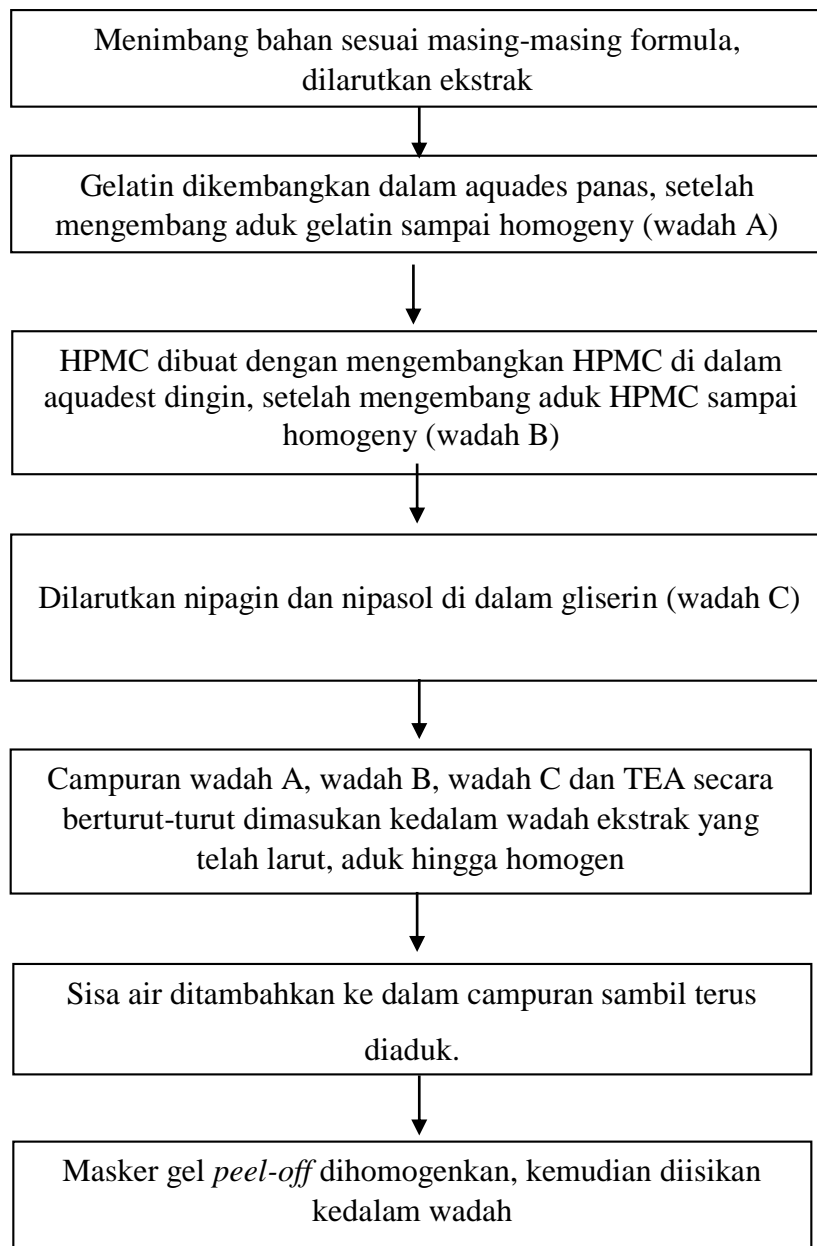 Menimbang bahan sesuai masing-masing formula,
dilarutkan ekstrak
Gelatin dikembangkan dalam aquades panas, setelah
mengembang aduk gelatin sampai homogeny (wadah A)
HPMC dibuat dengan mengembangkan HPMC di dalam
aquadest dingin, setelah mengembang aduk HPMC sampai
homogeny (wadah B)
Dilarutkan nipagin dan nipasol di dalam gliserin (wadah C)
Campuran wadah A, wadah B, wadah C dan TEA secara
berturut-turut dimasukan kedalam wadah ekstrak yang
telah larut, aduk hingga homogen
Sisa air ditambahkan ke dalam campuran sambil terus
diaduk.
Masker gel peel-off dihomogenkan, kemudian diisikan
kedalam wadah